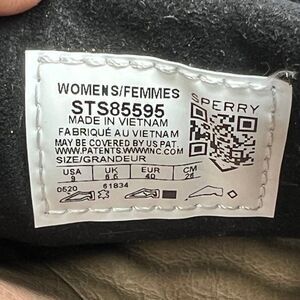 WOMENS/FEMMES
STS85595
MADE IN VIETNAM
FABRIQUÉ AU VIETNAM
MAY BE COVERED BY US PAT.
WWW.PATENTS.WWWINC.COM
SIZE/GRANDEUR
USA UK EUR CM
9 6.5 40 26
0520 61834
SPERRY